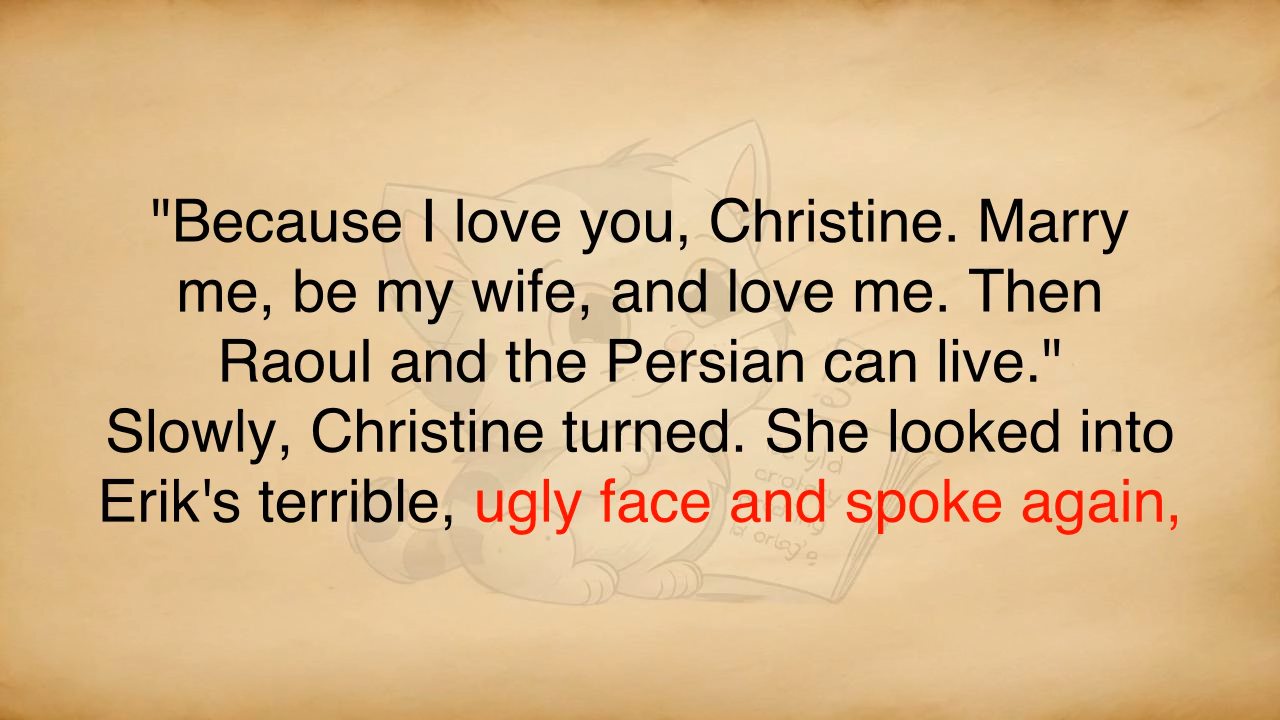 "Because I love you, Christine. Marry
me, be my wife, and love me. Then
Raoul and the Persian can live."
Slowly, Christine turned. She looked into
Erik's terrible, ugly face and spoke again,